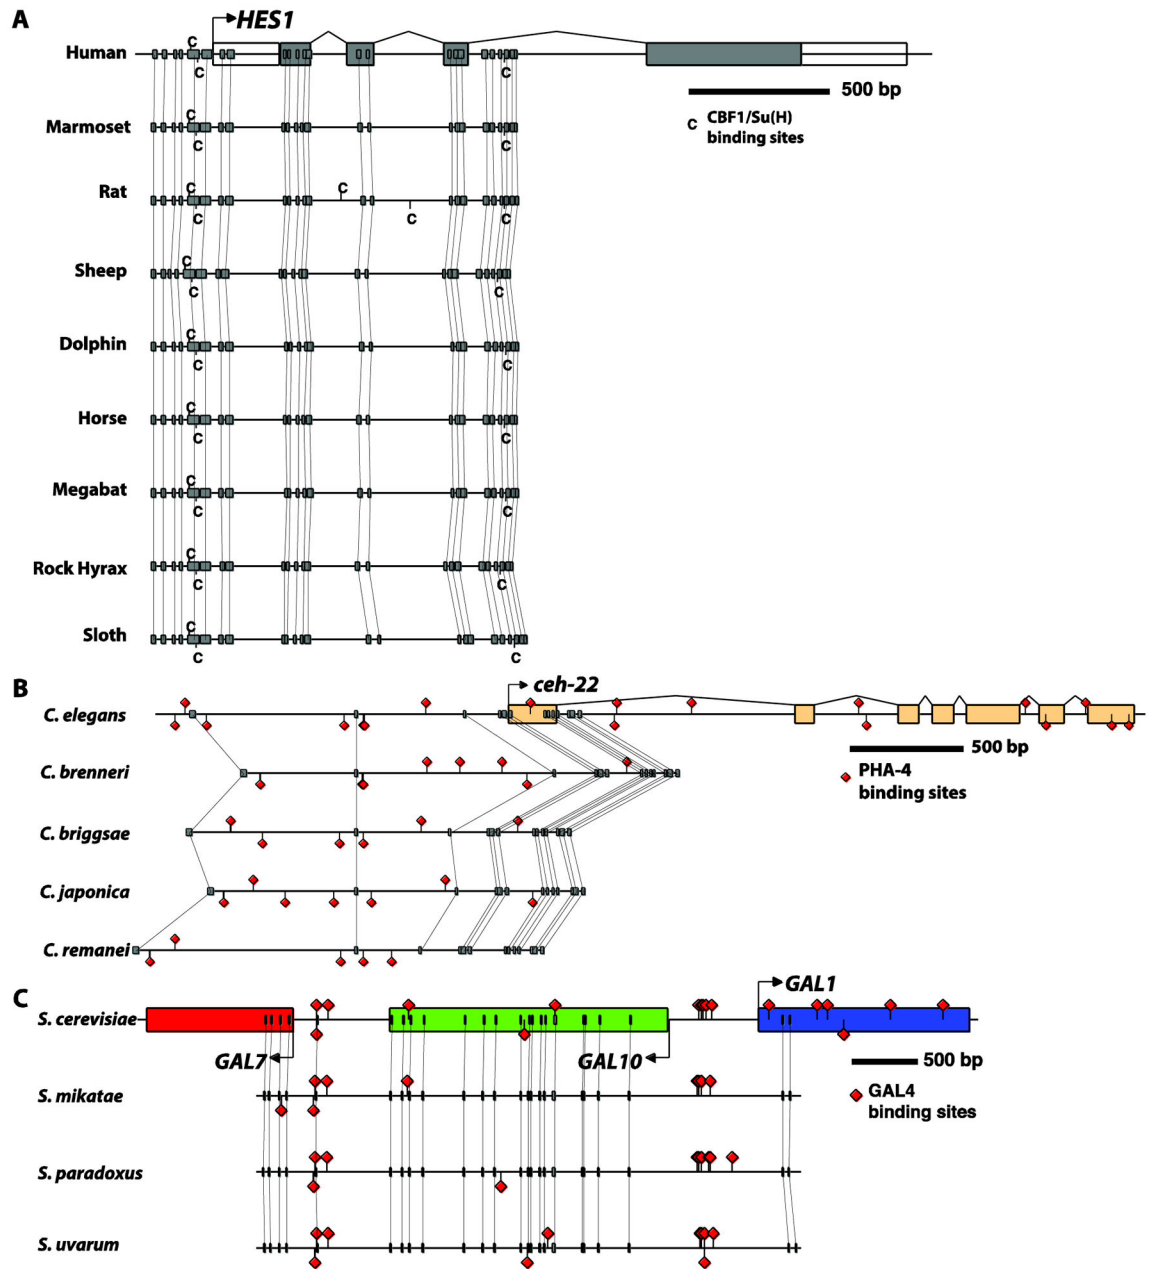 A
HES1
C
Human
C
C
500 bp
C
CBF1/Su(H)
binding sites
C
Marmoset
C
C
C
C
Rat
C
C
C
C
Sheep
C
C
C
Dolphin
C
C
C
Horse
C
C
C
Megabat
C
C
C
Rock Hyrax
C
C
C
Sloth
C
C
B
ceh-22
C. elegans
500 bp
PHA-4
binding sites
C. brenneri
C. briggsae
C. japonica
C. remanei
C
GAL1
S. cerevisiae
GAL7
GAL10
500 bp
GAL4
binding sites
S. mikatae
S. paradoxus
S. uvarum